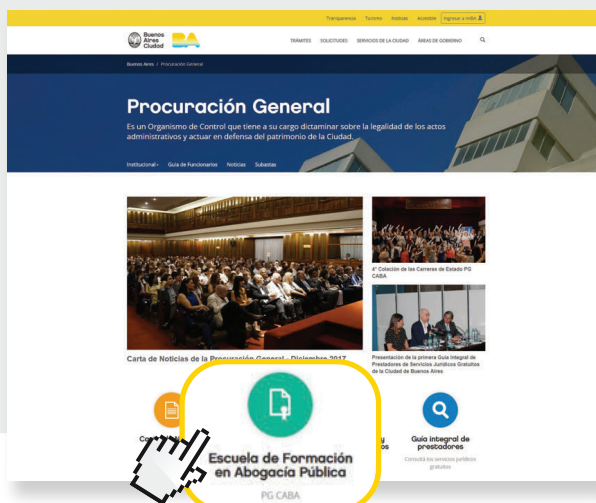 Transparencia Turismo Noticias Accesible Ingresar a miBA
Buenos
Aires
Ciudad
BA
TRÁMITES SOLICITUDES SERVICIOS DE LA CIUDAD ÁREAS DE GOBIERNO
Buenos Aires / Procuración General
Procuración General
Es un Organismo de Control que tiene a su cargo dictaminar sobre la legalidad de los actos
administrativos y actuar en defensa del patrimonio de la Ciudad.
Institucional Guía de Funcionarios Noticias Subastas
4° Colación de las Carreras de Estado PG
CABA
Carta de Noticias de la Procuración General - Diciembre 2017
Presentación de la primera Guía Integral de
Prestadores de Servicios Jurídicos Gratuitos
de la Ciudad de Buenos Aires
Escuela de Formación
en Abogacía Pública
PG CABA
Guía integral de
prestadores
Consultá los servicios jurídicos
gratuitos